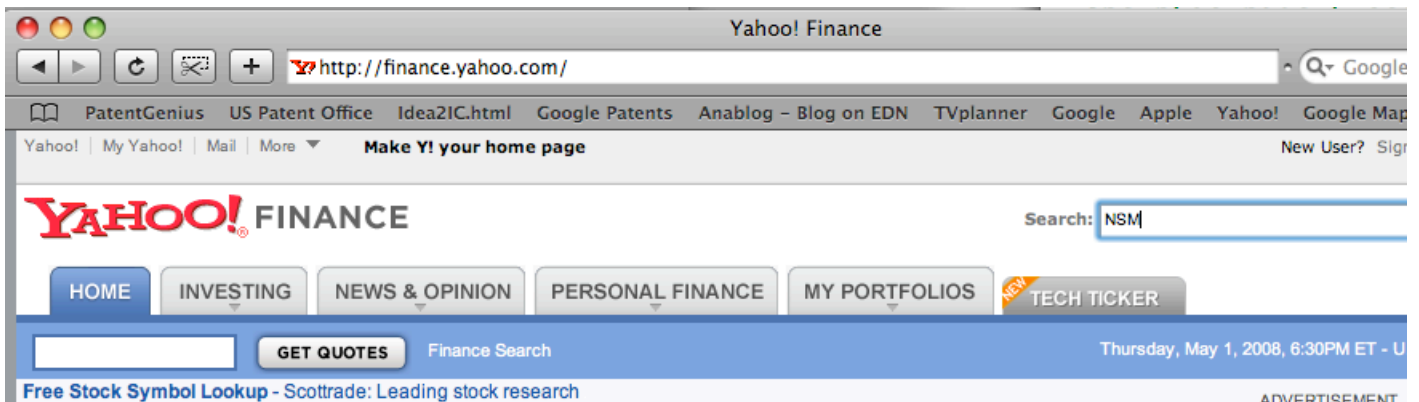 Yahoo! Finance
http://finance.yahoo.com/ Google
PatentGenius US Patent Office Idea2IC.html Google Patents Anablog – Blog on EDN TVplanner Google Apple Yahoo! Google Map
Yahoo! My Yahoo! Mail More Make Y! your home page New User? Sign
YAHOO! FINANCE Search: NSM
HOME INVESTING NEWS & OPINION PERSONAL FINANCE MY PORTFOLIOS NEW TECH TICKER
GET QUOTES Finance Search Thursday, May 1, 2008, 6:30PM ET - U
Free Stock Symbol Lookup - Scottrade: Leading stock research ADVERTISEMENT